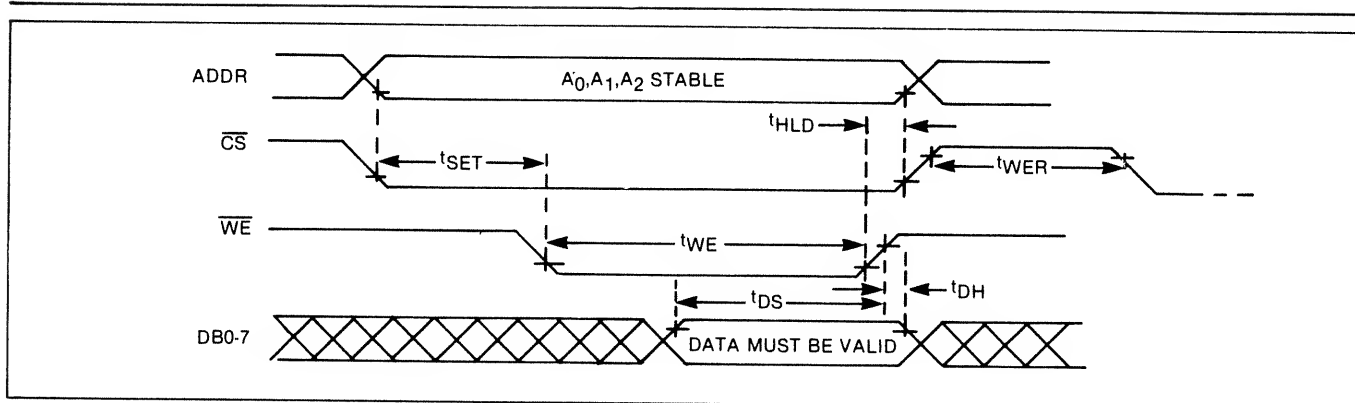 ADDR
A0,A1,A2 STABLE
tHLD
CS
tSET
tWER
WE
tWE
tDS
tDH
DB0-7
DATA MUST BE VALID